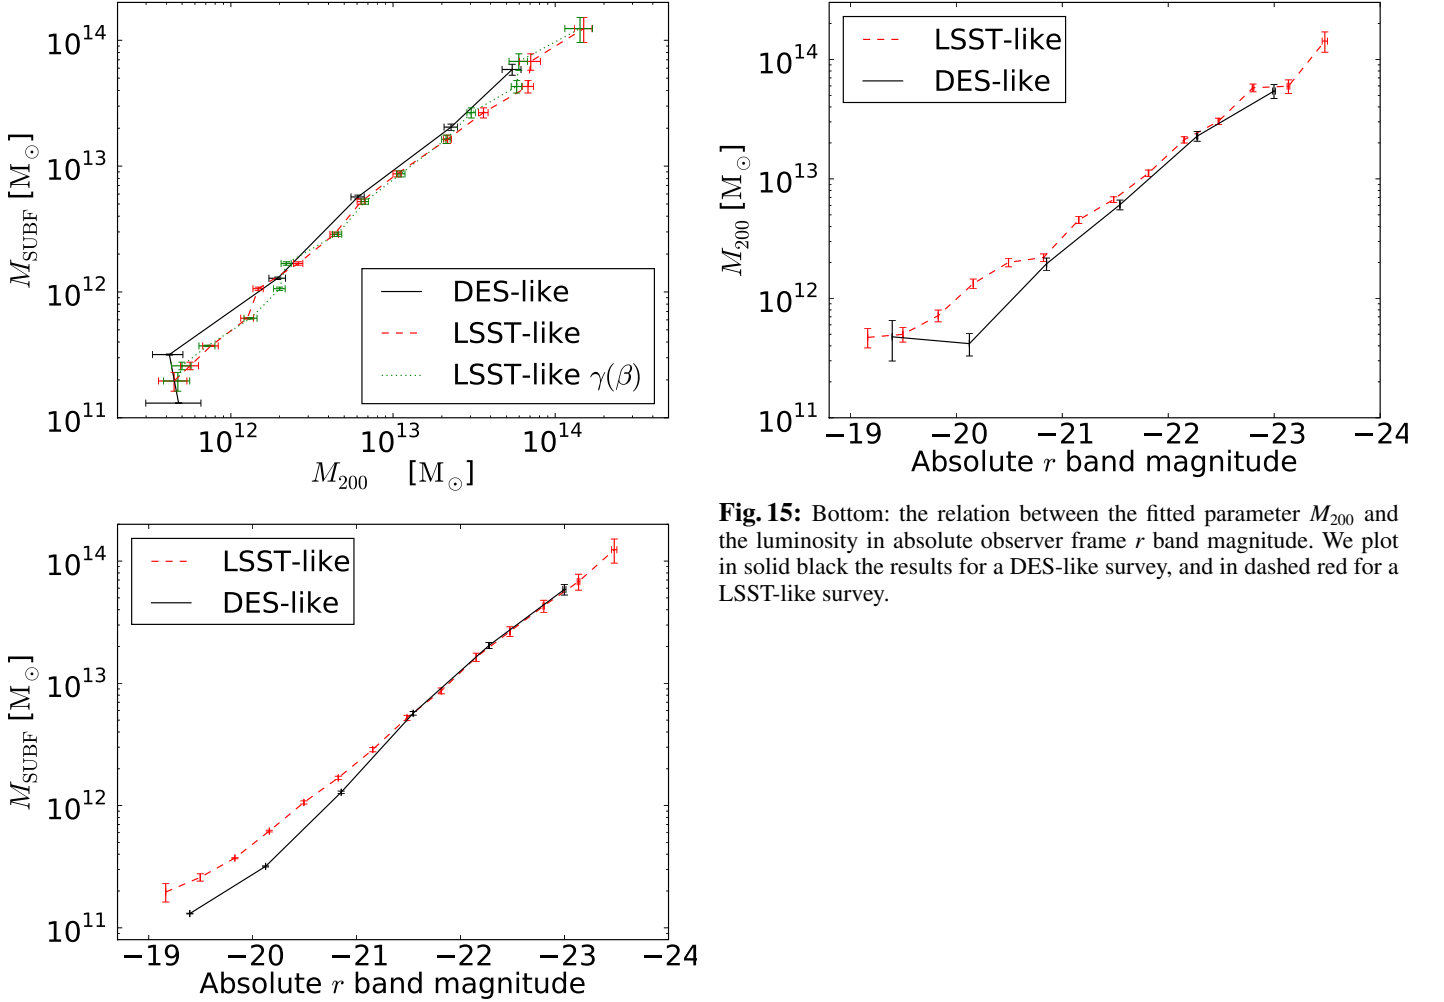 10^14
10^13
10^12
10^11
M_SUBF [M_⊙]
DES-like
LSST-like
LSST-like γ(β)
10^12 10^13 10^14
M_200 [M_⊙]
10^14
10^13
10^12
10^11
M_SUBF [M_⊙]
LSST-like
DES-like
−19 −20 −21 −22 −23 −24
Absolute r band magnitude
10^14
10^13
10^12
10^11
M_200 [M_⊙]
LSST-like
DES-like
−19 −20 −21 −22 −23 −24
Absolute r band magnitude
Fig. 15: Bottom: the relation between the fitted parameter M_200 and
the luminosity in absolute observer frame r band magnitude. We plot
in solid black the results for a DES-like survey, and in dashed red for a
LSST-like survey.